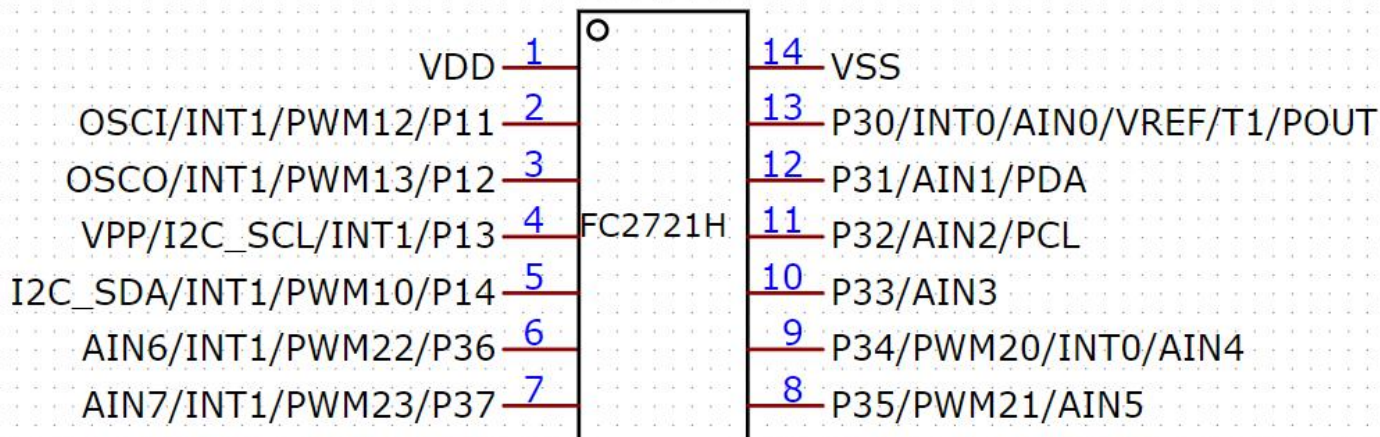 VDD 1 14 VSS
OSCI/INT1/PWM12/P11 2 13 P30/INT0/AIN0/VREF/T1/POUT
OSCO/INT1/PWM13/P12 3 12 P31/AIN1/PDA
VPP/I2C_SCL/INT1/P13 4 FC2721H 11 P32/AIN2/PCL
I2C_SDA/INT1/PWM10/P14 5 10 P33/AIN3
AIN6/INT1/PWM22/P36 6 9 P34/PWM20/INT0/AIN4
AIN7/INT1/PWM23/P37 7 8 P35/PWM21/AIN5